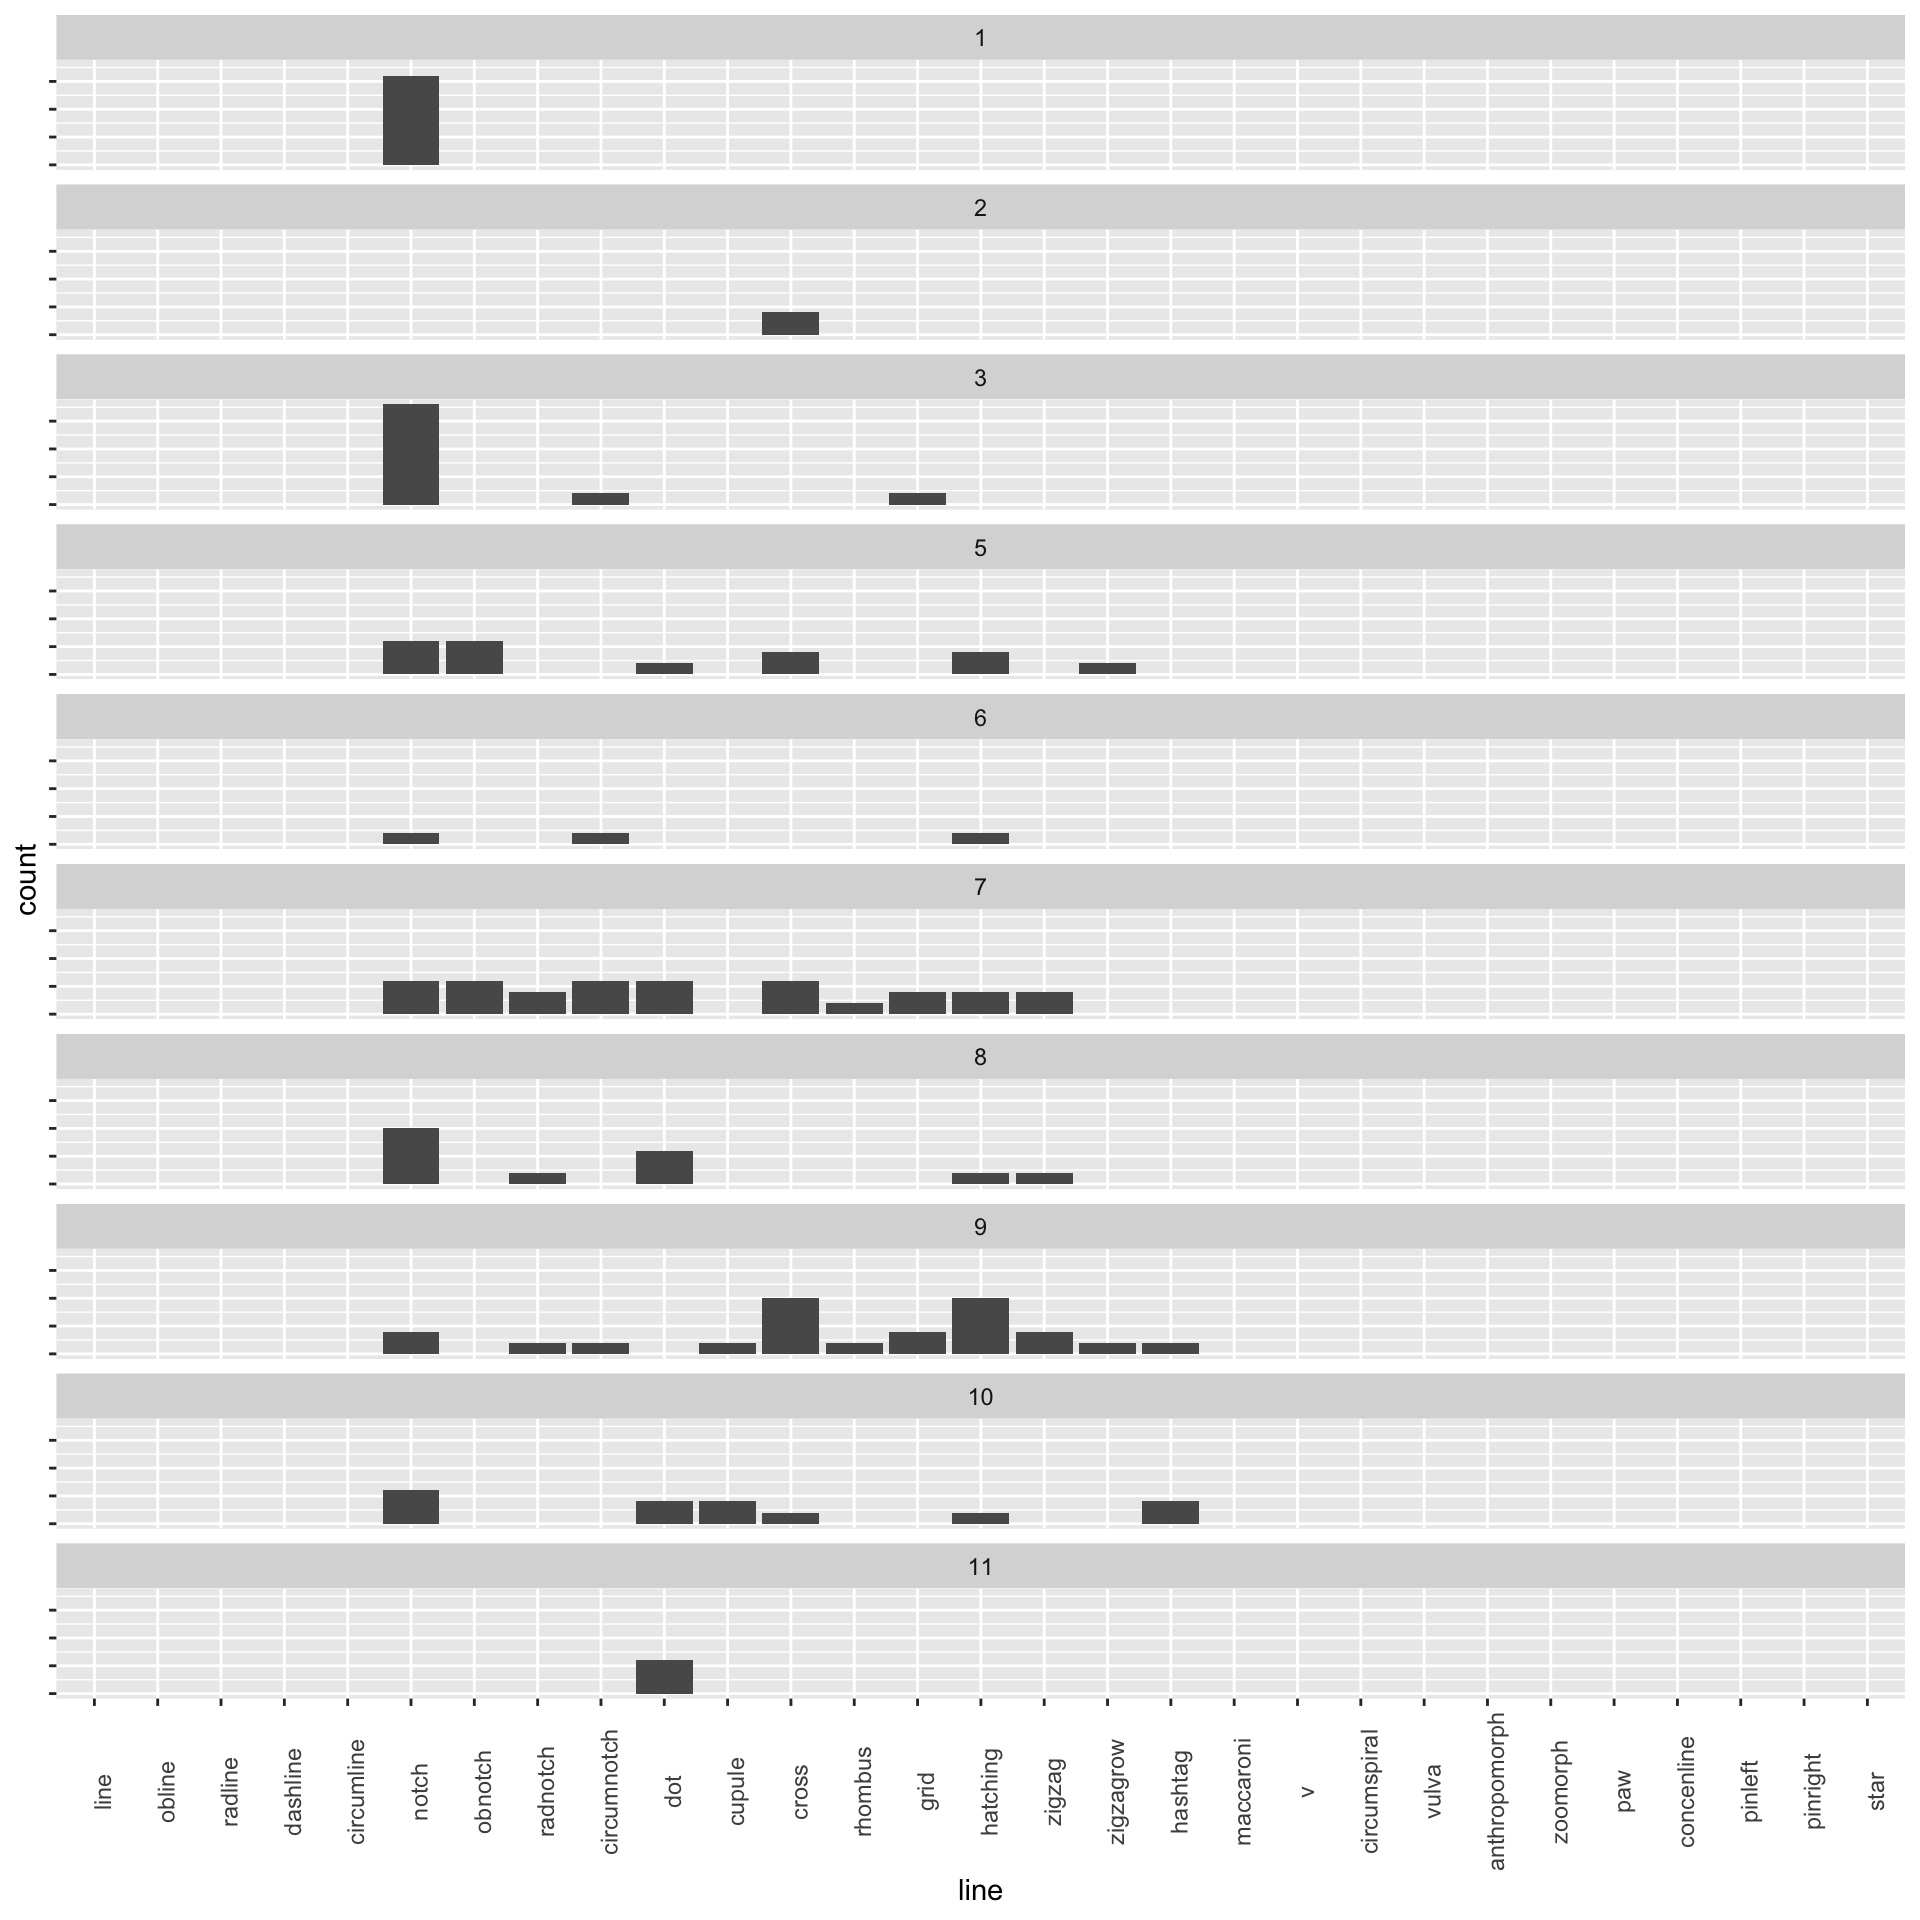 1
2
3
5
6
7
8
9
10
11
count
line
obline
radline
dashline
circumline
notch
obnotch
radnotch
circumnotch
dot
cupule
cross
rhombus
grid
hatching
zigzag
zigzagrow
hashtag
maccaroni
v
circumspiral
vulva
anthropomorph
zoomorph
paw
concenline
pinleft
pinright
star
line